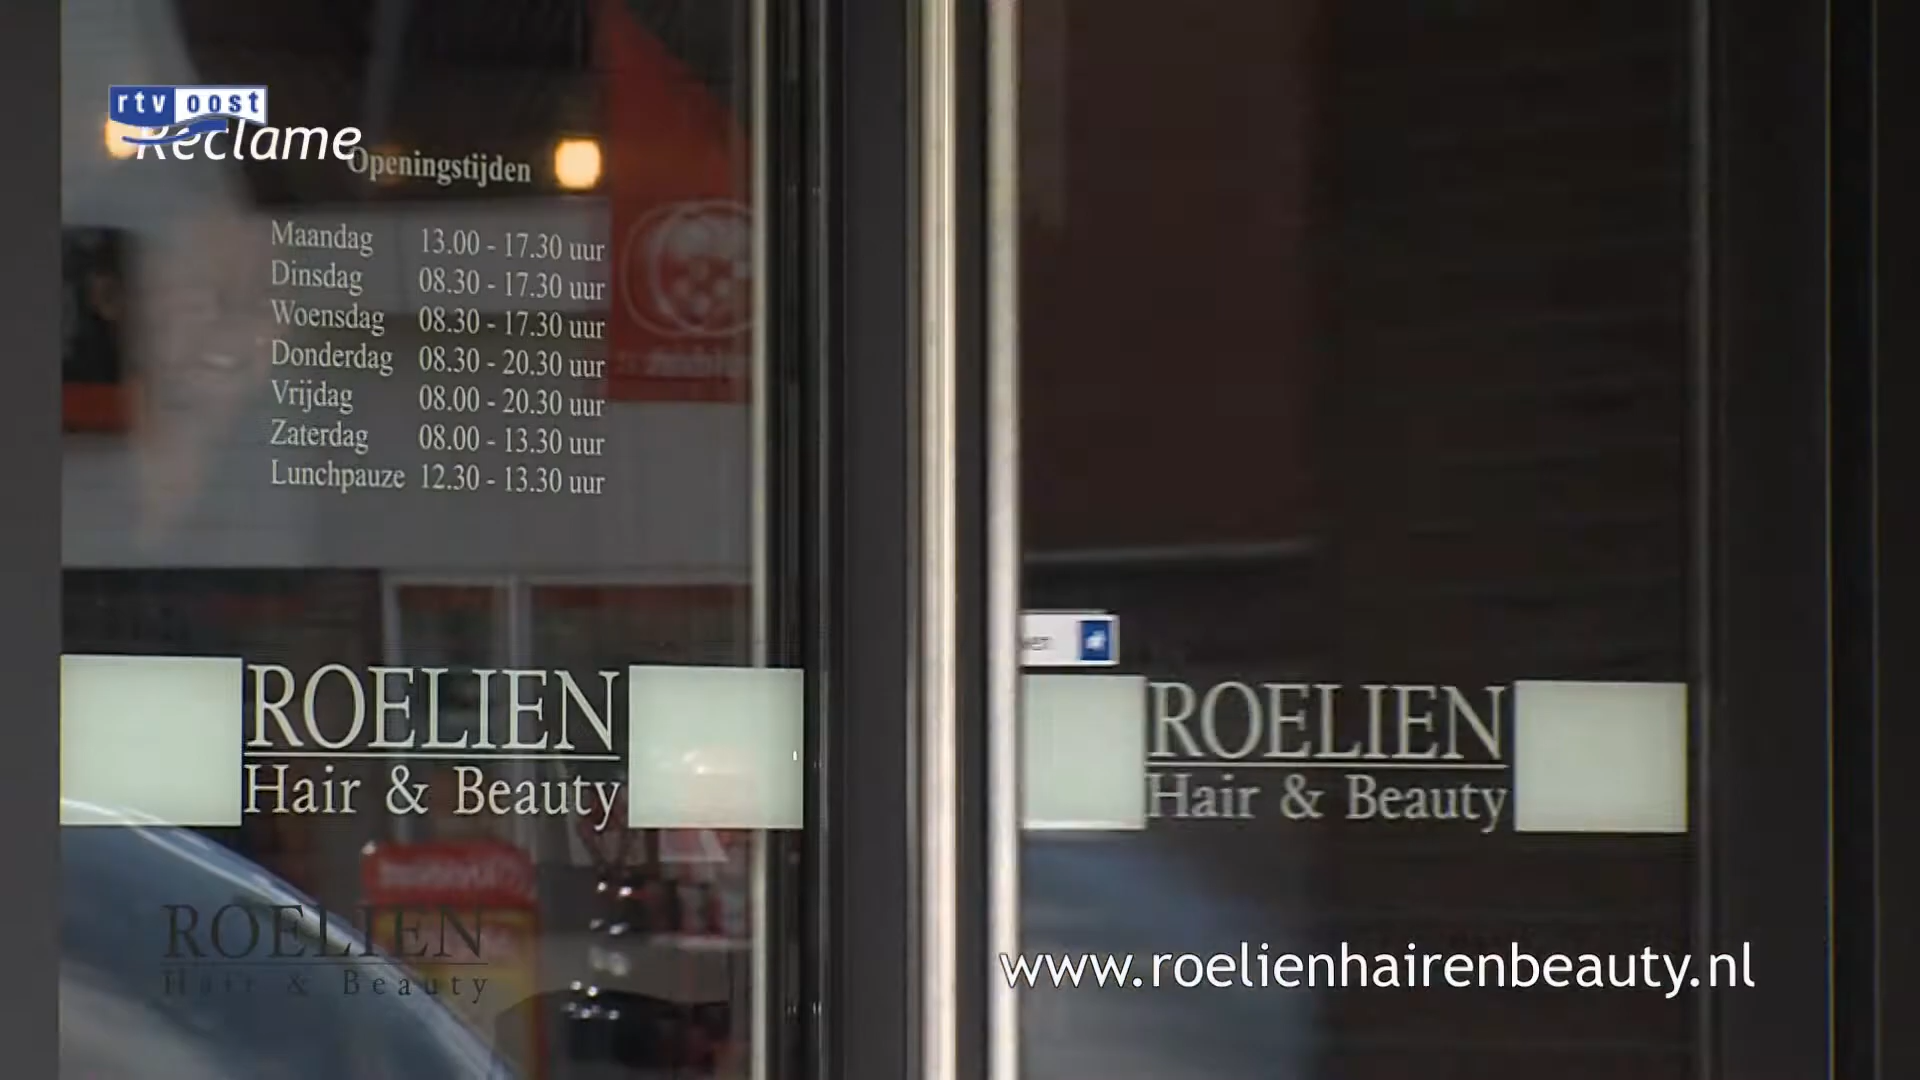 rtv oost
Reclame
Openingstijden
Maandag 13.00 - 17.30 uur
Dinsdag 08.30 - 17.30 uur
Woensdag 08.30 - 17.30 uur
Donderdag 08.30 - 20.30 uur
Vrijdag 08.00 - 20.30 uur
Zaterdag 08.00 - 13.30 uur
Lunchpauze 12.30 - 13.30 uur
ROELIEN
Hair & Beauty
ROELIEN
Hair & Beauty
ROELIEN
Hair & Beauty
www.roelienhairenbeauty.nl